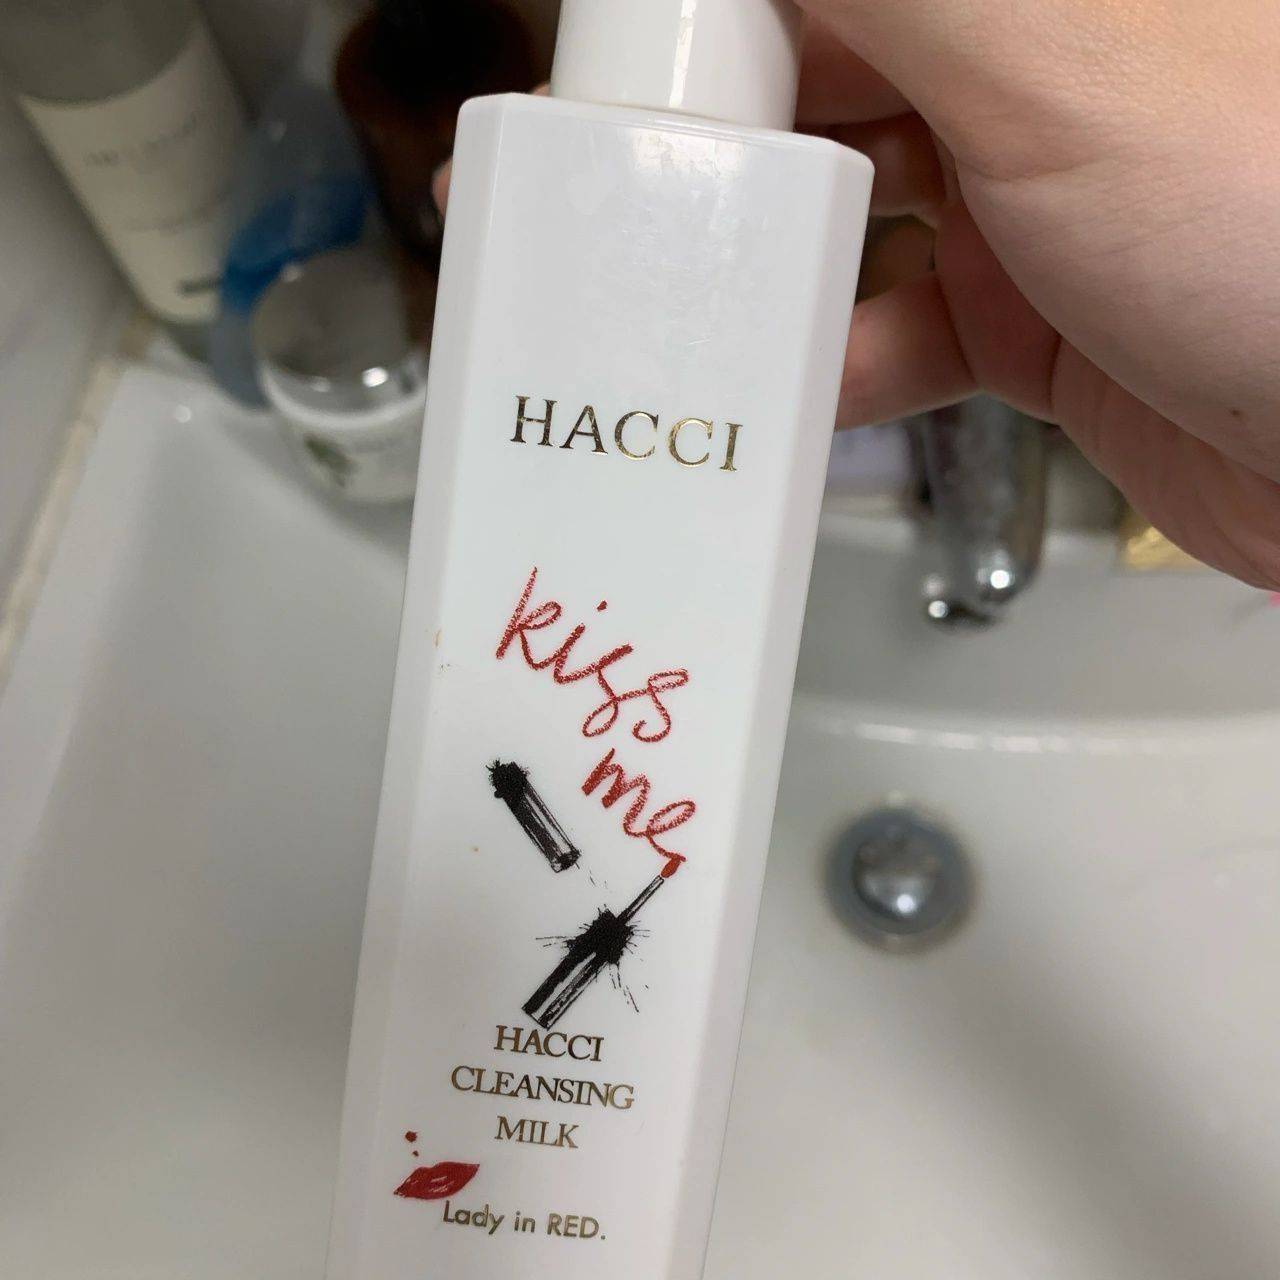 HACCI
kiss
me
HACCI
CLEANSING
MILK
Lady in RED.